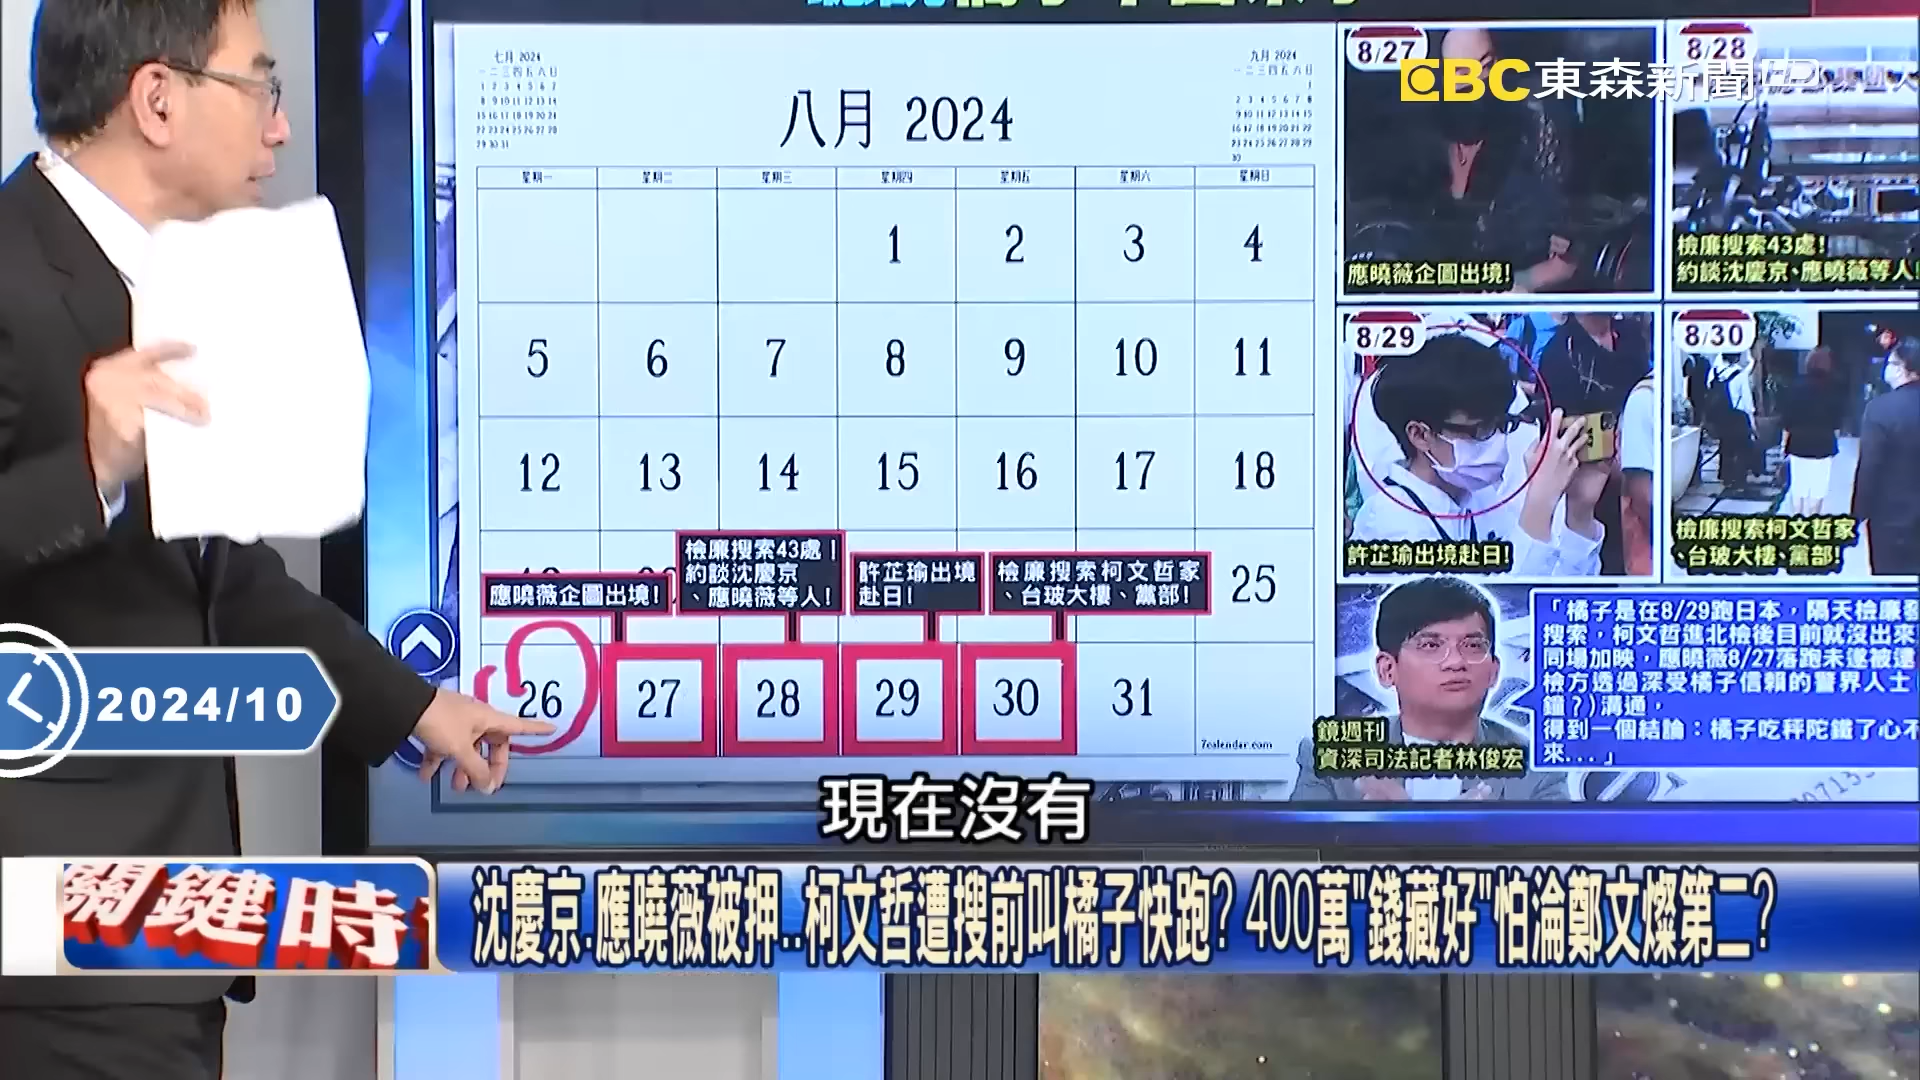 七月 2024
九月 2024
八月 2024
星期一 星期二 星期三 星期四 星期五 星期六 星期日
1 2 3 4
5 6 7 8 9 10 11
12 13 14 15 16 17 18
25
應曉薇企圖出境!
檢廉搜索43處!
約談沈慶京
、應曉薇等人!
許芷瑜出境
赴日!
檢廉搜索柯文哲家
、台玻大樓、黨部!
26 27 28 29 30 31
7calendar.com
8/27
應曉薇企圖出境!
8/28
檢廉搜索43處!
約談沈慶京、應曉薇等人!
8/29
許芷瑜出境赴日!
8/30
檢廉搜索柯文哲家
、台玻大樓、黨部!
EBC東森新聞
「橘子是在8/29跑日本，隔天檢廉發
搜索，柯文哲進北檢後目前就沒出來
同場加映，應曉薇8/27落跑未遂被逮
檢方透過深受橘子信賴的警界人士(
鐘？)溝通，
得到一個結論：橘子吃秤陀鐵了心不
來...」
鏡週刊
資深司法記者林俊宏
2024/10
現在沒有
關鍵時
沈慶京.應曉薇被押..柯文哲遭搜前叫橘子快跑? 400萬"錢藏好"怕淪鄭文燦第二?